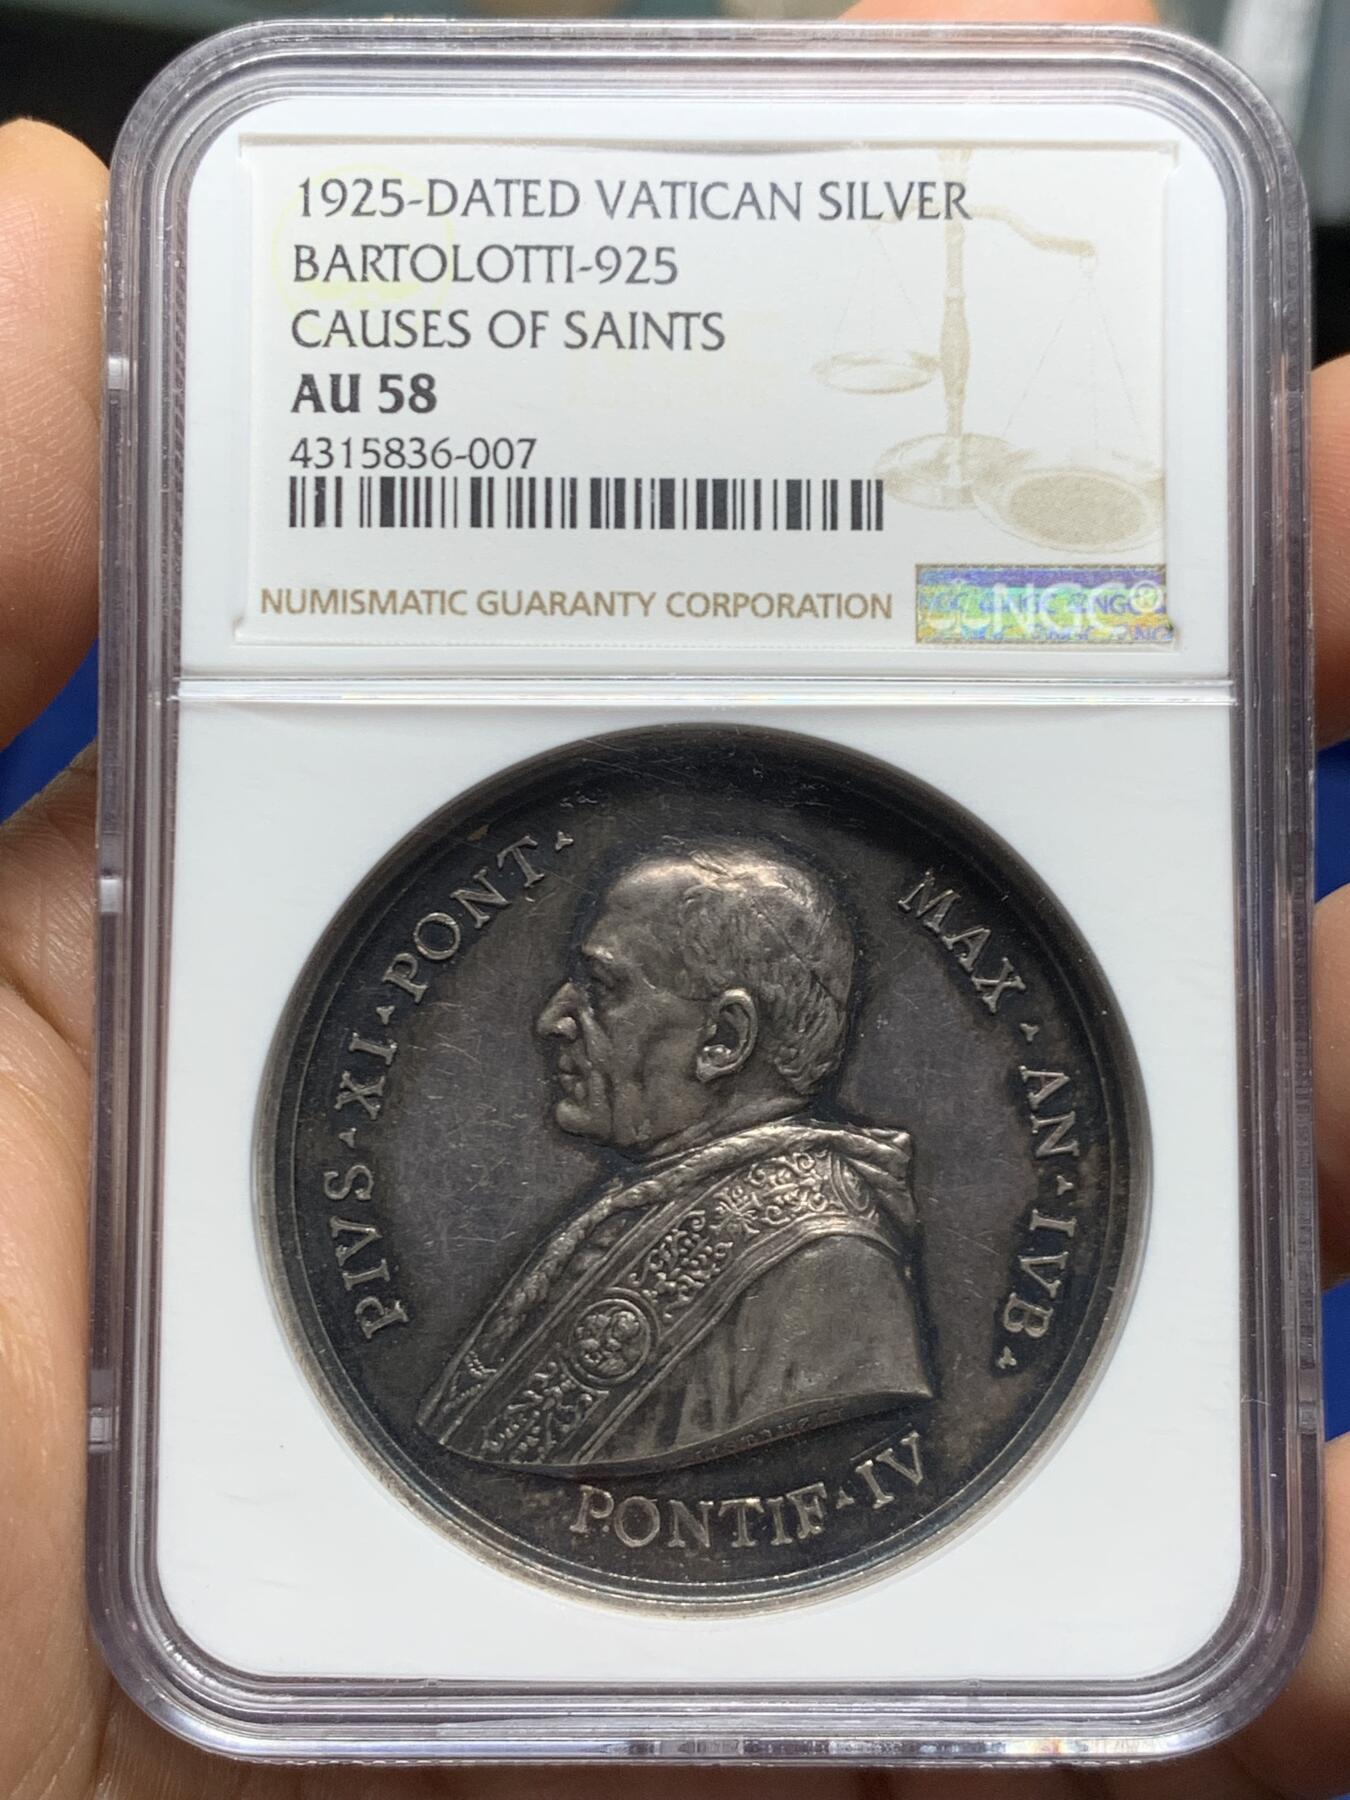 1925-DATED VATICAN SILVER
BARTOLOTTI-925
CAUSES OF SAINTS
AU 58
4315836-007
NUMISMATIC GUARANTY CORPORATION
NGC
PIVS XI PONT
MAX AN IVB
PONTIF IV